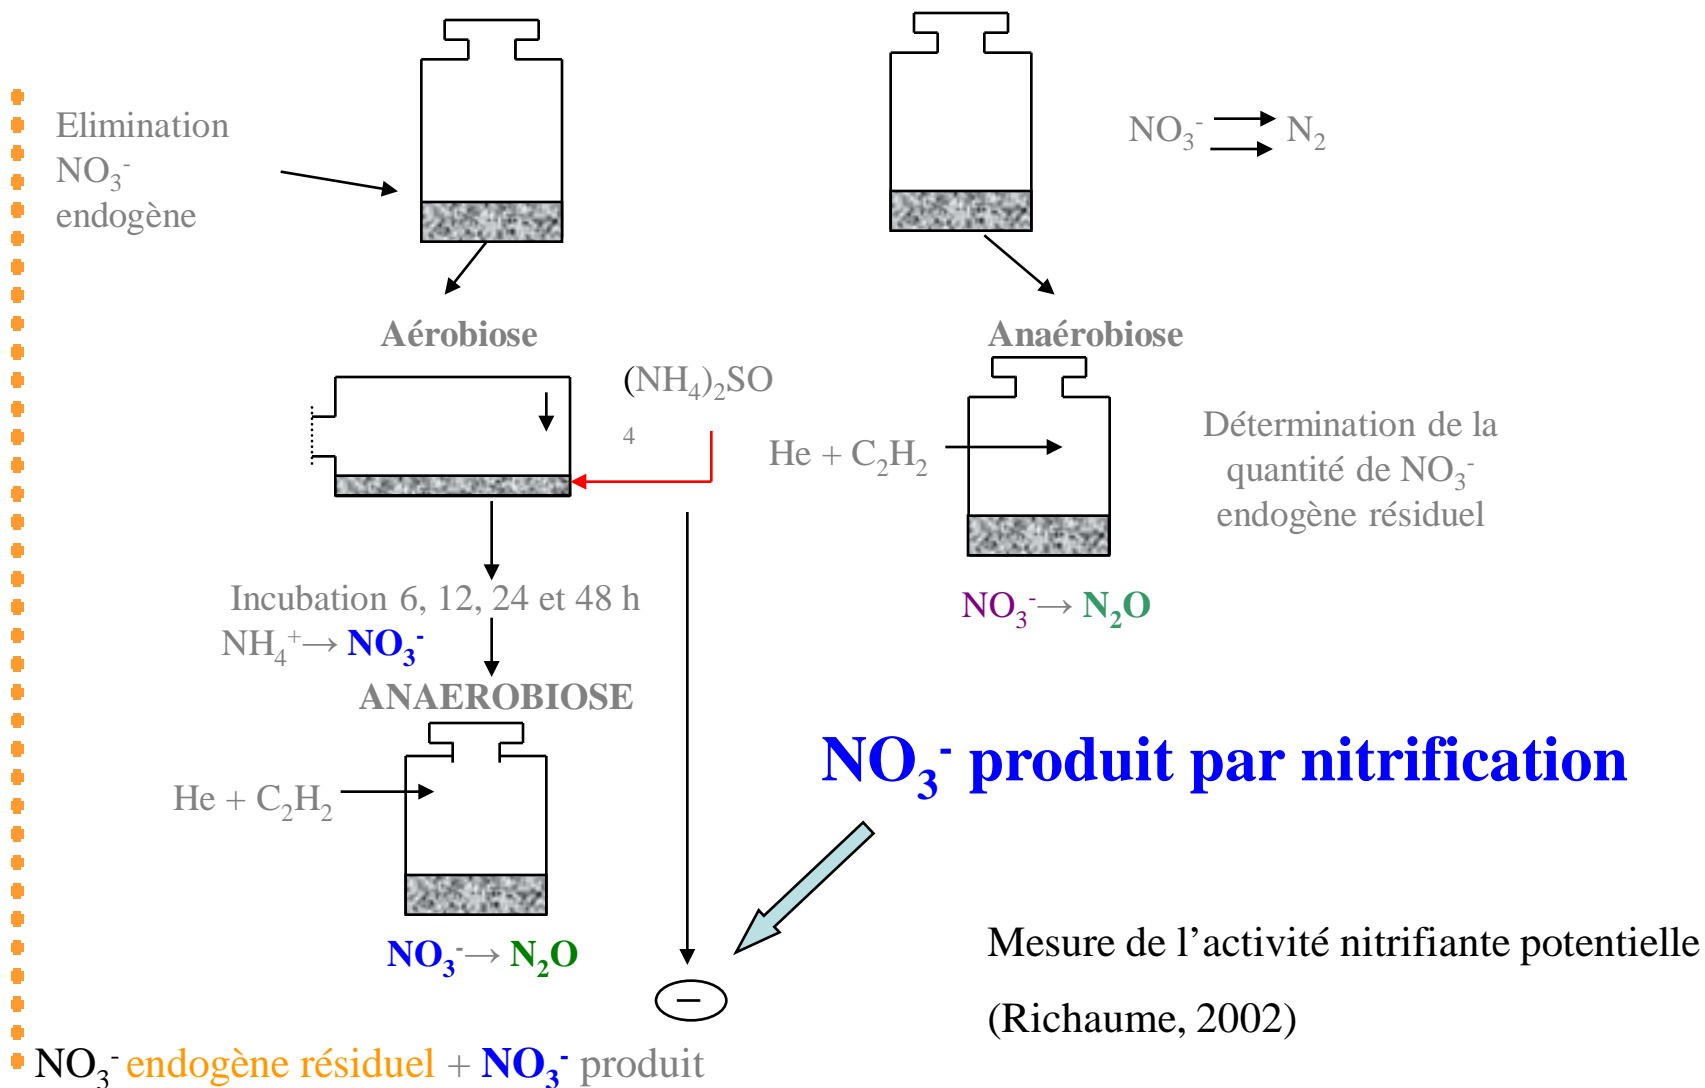 Elimination
NO₃⁻
endogène
NO₃⁻ N₂
Aérobiose
Anaérobiose
(NH₄)₂SO
4
He + C₂H₂
Détermination de la
quantité de NO₃⁻
endogène résiduel
Incubation 6, 12, 24 et 48 h
NH₄⁺→ NO₃⁻
NO₃⁻→ N₂O
ANAEROBIOSE
He + C₂H₂
NO₃⁻ produit par nitrification
NO₃⁻→ N₂O
Mesure de l’activité nitrifiante potentielle
(Richaume, 2002)
−
NO₃⁻ endogène résiduel + NO₃⁻ produit